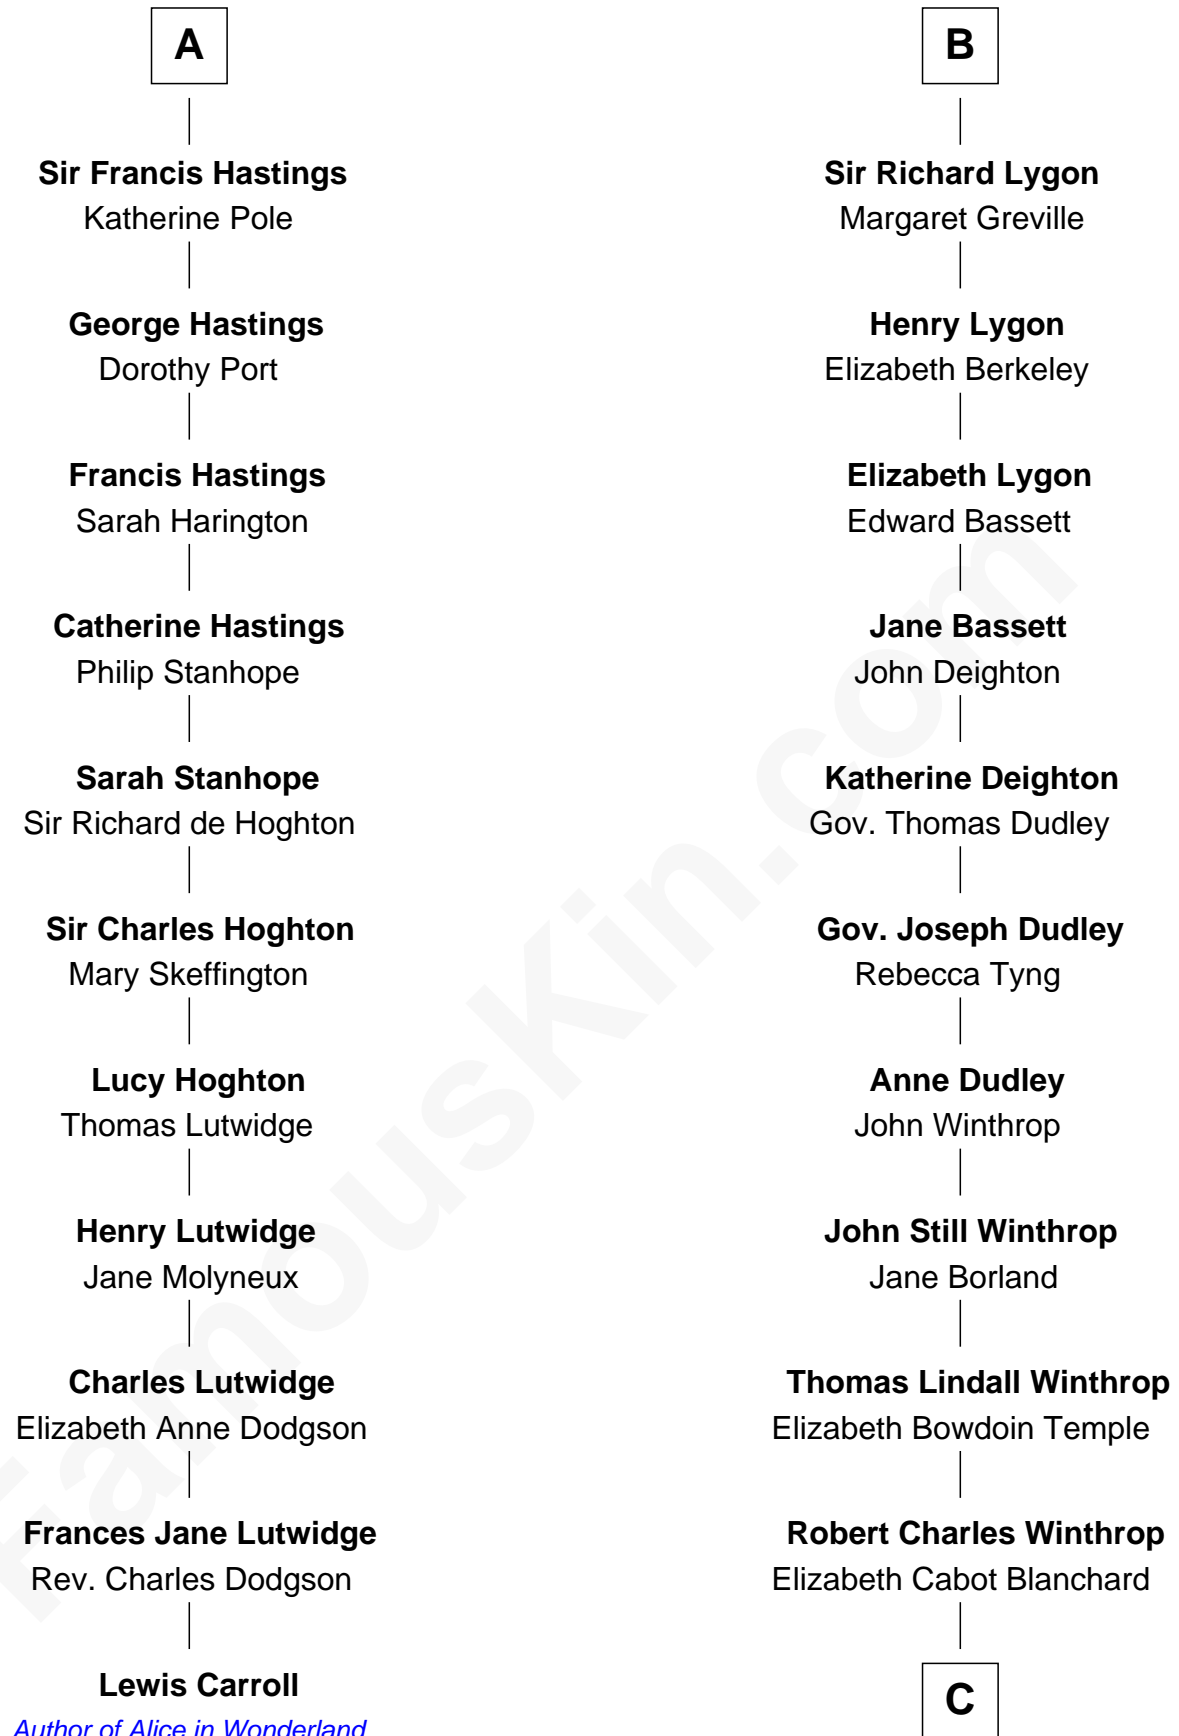 A
Sir Francis Hastings
Katherine Pole
George Hastings
Dorothy Port
Francis Hastings
Sarah Harington
Catherine Hastings
Philip Stanhope
Sarah Stanhope
Sir Richard de Hoghton
Sir Charles Hoghton
Mary Skeffington
Lucy Hoghton
Thomas Lutwidge
Henry Lutwidge
Jane Molyneux
Charles Lutwidge
Elizabeth Anne Dodgson
Frances Jane Lutwidge
Rev. Charles Dodgson
Lewis Carroll
Author of Alice in Wonderland
B
Sir Richard Lygon
Margaret Greville
Henry Lygon
Elizabeth Berkeley
Elizabeth Lygon
Edward Bassett
Jane Bassett
John Deighton
Katherine Deighton
Gov. Thomas Dudley
Gov. Joseph Dudley
Rebecca Tyng
Anne Dudley
John Winthrop
John Still Winthrop
Jane Borland
Thomas Lindall Winthrop
Elizabeth Bowdoin Temple
Robert Charles Winthrop
Elizabeth Cabot Blanchard
C
FamousKin.com